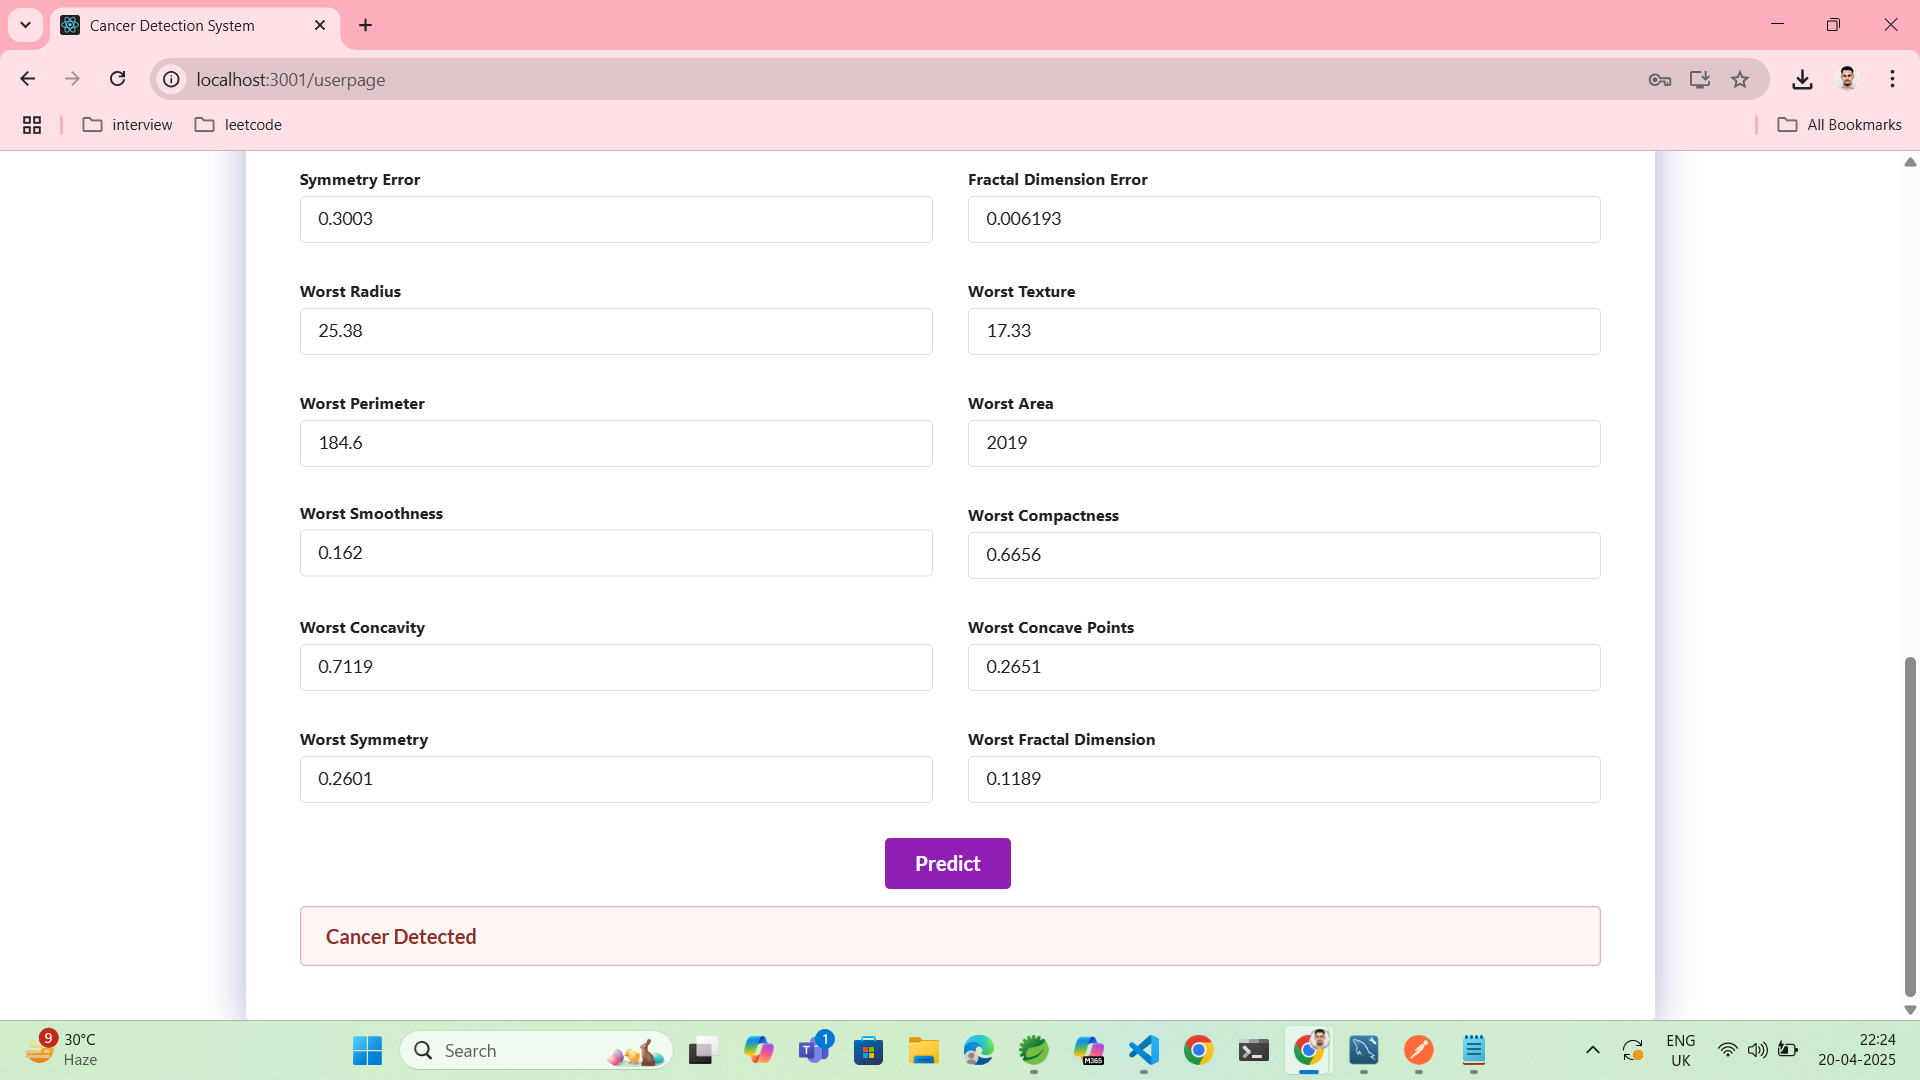 Cancer Detection System
localhost:3001/userpage
interview
leetcode
All Bookmarks
Symmetry Error
Fractal Dimension Error
0.3003
0.006193
Worst Radius
Worst Texture
25.38
17.33
Worst Perimeter
Worst Area
184.6
2019
Worst Smoothness
Worst Compactness
0.162
0.6656
Worst Concavity
Worst Concave Points
0.7119
0.2651
Worst Symmetry
Worst Fractal Dimension
0.2601
0.1189
Predict
Cancer Detected
9
30°C
Haze
Search
1
M365
ENG
UK
22:24
20-04-2025